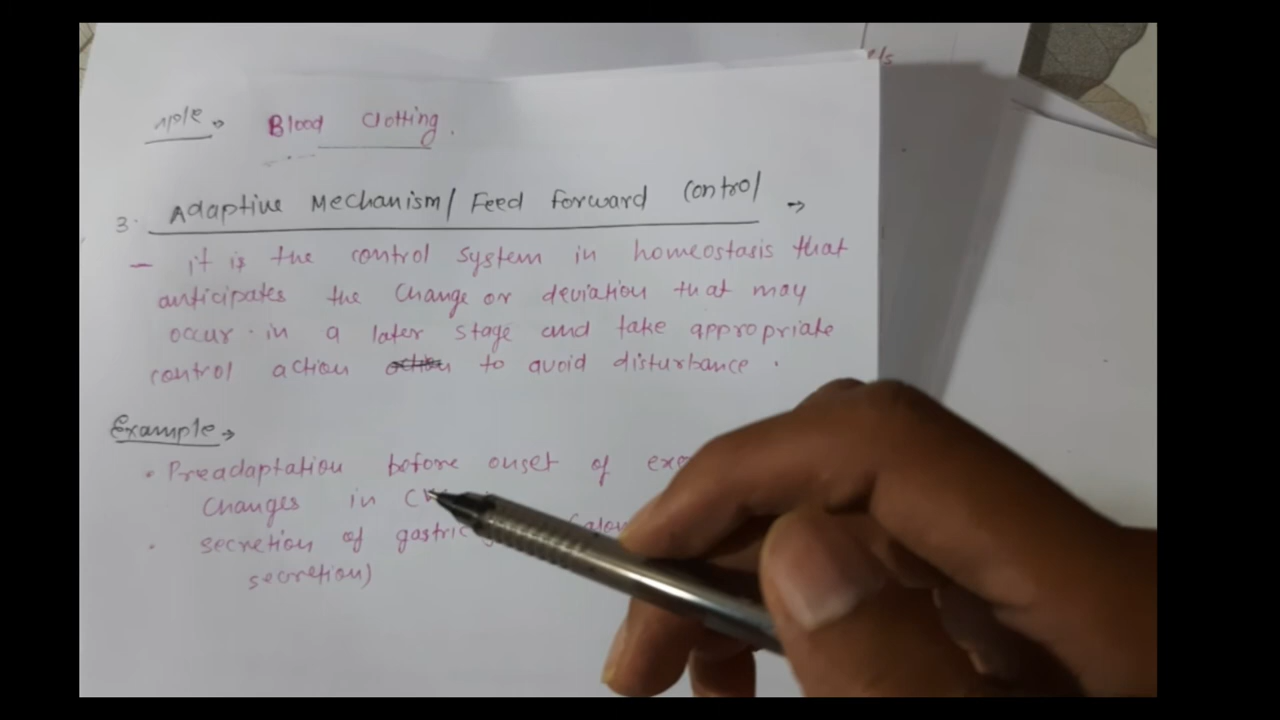 Blood Clotting.
3. Adaptive Mechanism/ Feed forward control →
— it is the control system in homeostasis that
anticipates the change or deviation that may
occur in a later stage and take appropriate
control action to avoid disturbance.
Example →
• Preadaptation before onset of
changes in
• secretion of gastric
secretion)